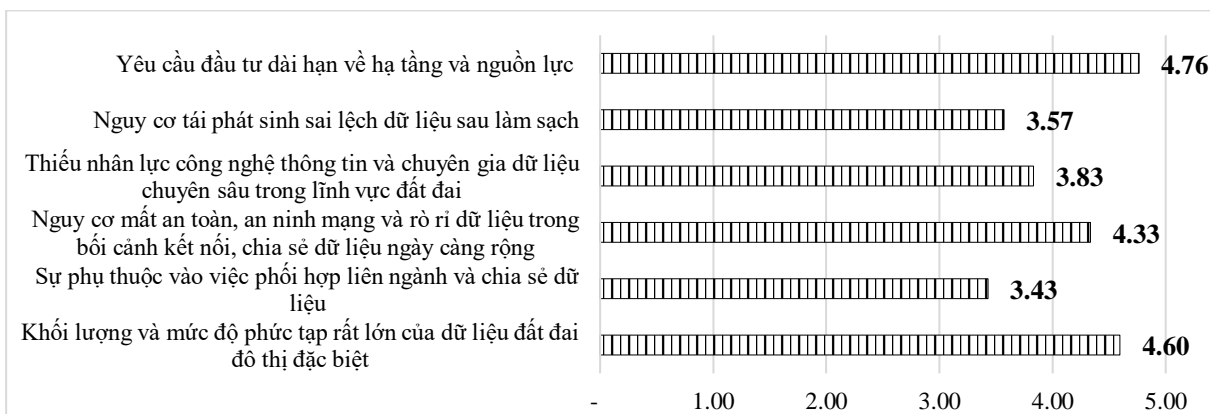 Yêu cầu đầu tư dài hạn về hạ tầng và nguồn lực
4.76
Nguy cơ tái phát sinh sai lệch dữ liệu sau làm sạch
3.57
Thiếu nhân lực công nghệ thông tin và chuyên gia dữ liệu
chuyên sâu trong lĩnh vực đất đai
3.83
Nguy cơ mất an toàn, an ninh mạng và rò rỉ dữ liệu trong
bối cảnh kết nối, chia sẻ dữ liệu ngày càng rộng
4.33
Sự phụ thuộc vào việc phối hợp liên ngành và chia sẻ dữ
liệu
3.43
Khối lượng và mức độ phức tạp rất lớn của dữ liệu đất đai
đô thị đặc biệt
4.60
- 1.00 2.00 3.00 4.00 5.00